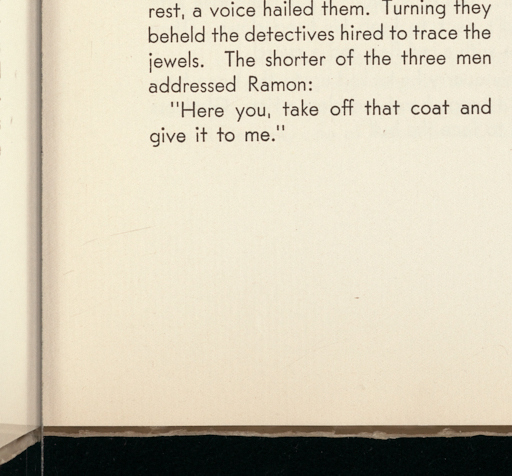 rest, a voice hailed them. Turning they
beheld the detectives hired to trace the
jewels. The shorter of the three men
addressed Ramon:
"Here you, take off that coat and
give it to me."